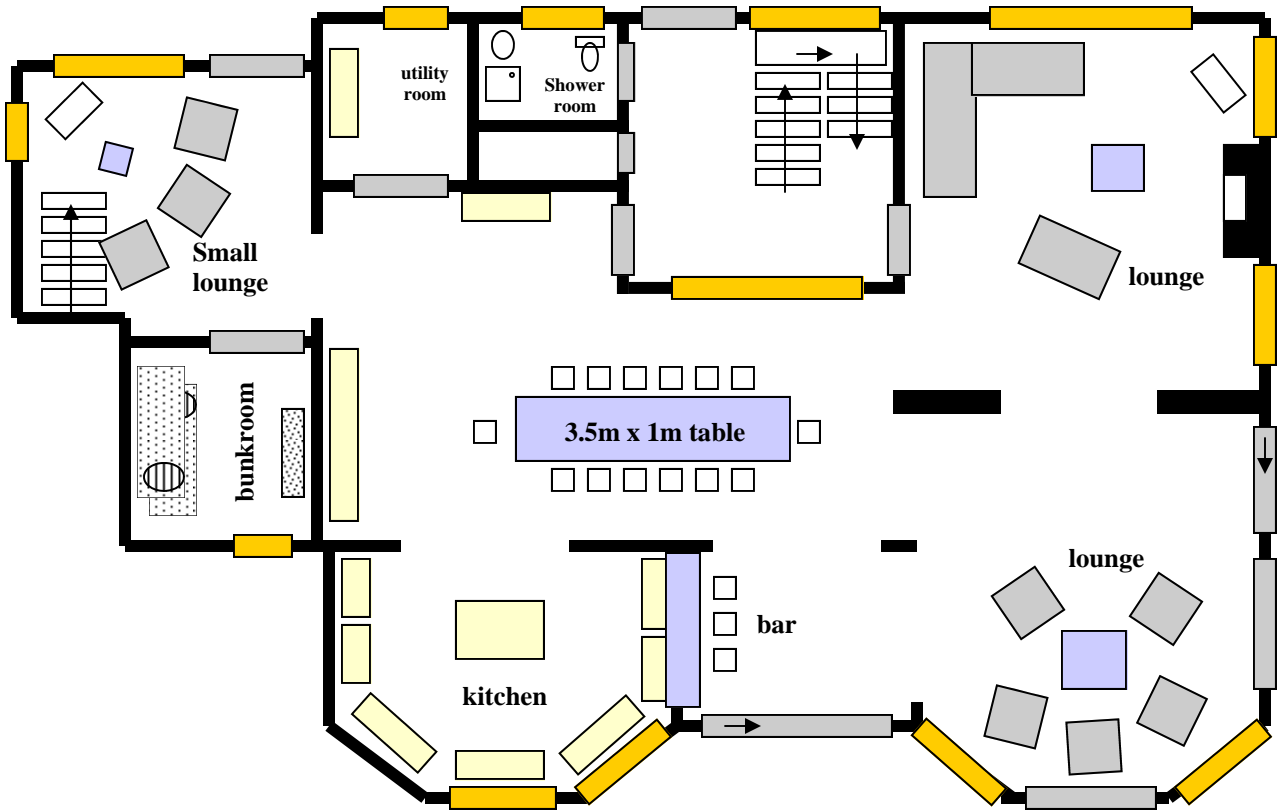 utility
room
Shower
room
Small
lounge
lounge
3.5m x 1m table
bunkroom
lounge
bar
kitchen